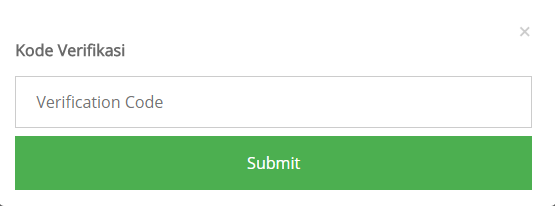 ×
Kode Verifikasi
Verification Code
Submit